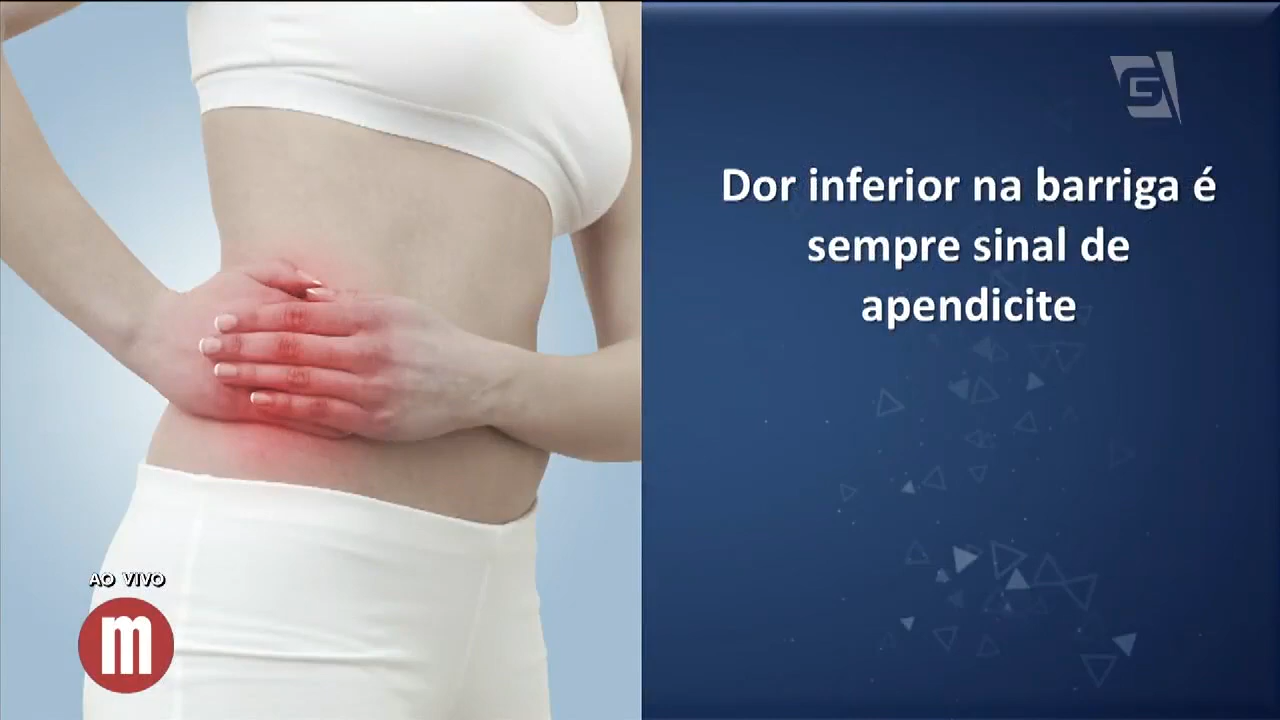 Dor inferior na barriga é
sempre sinal de
apendicite
AO VIVO
m